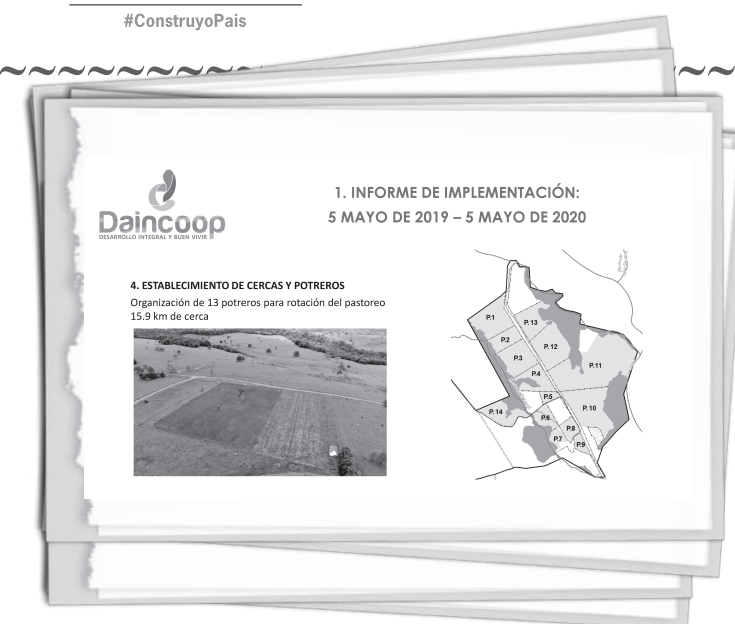 #ConstruyoPais
Daincoop
DESARROLLO INTEGRAL Y BUEN VIVIR
1. INFORME DE IMPLEMENTACIÓN:
5 MAYO DE 2019 – 5 MAYO DE 2020
4. ESTABLECIMIENTO DE CERCAS Y POTREROS
Organización de 13 potreros para rotación del pastoreo
15.9 km de cerca
P.1
P.13
P.2
P.12
P.3
P.11
P.4
P.5
P.10
P.14
P.6
P.8
P.7
P.9